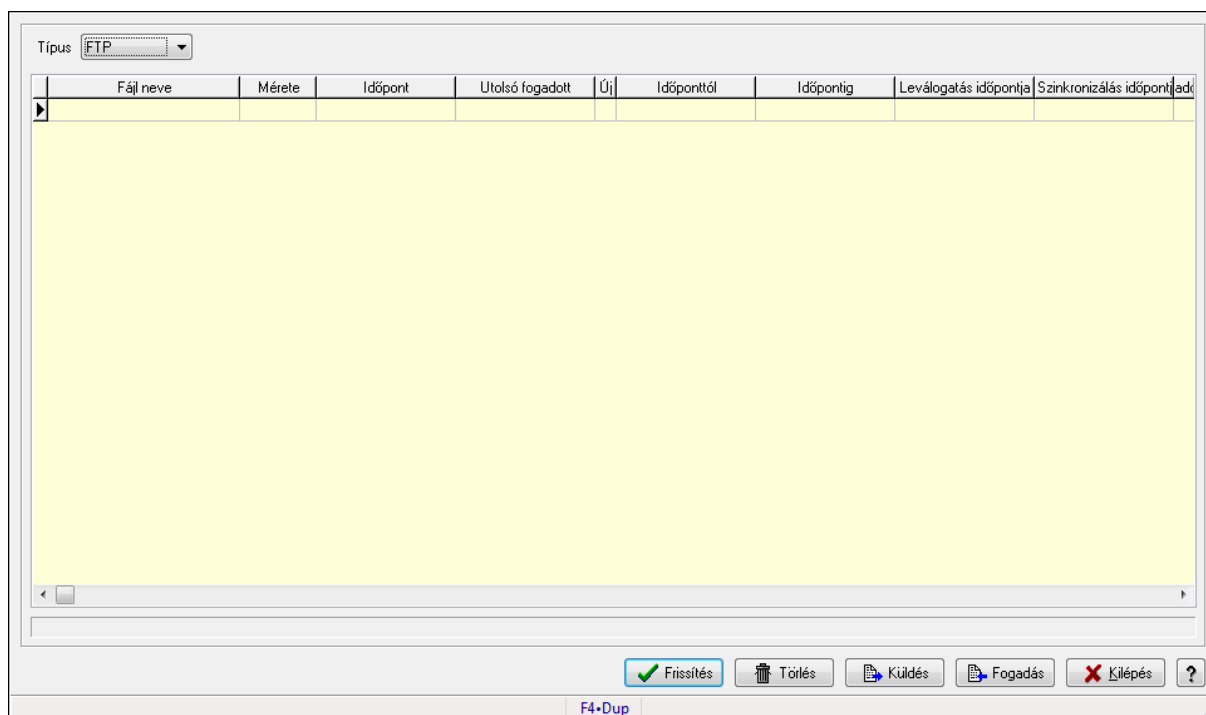 Típus FTP
Fájl neve Mérete Időpont Utolsó fogadott Új Időponttól Időpontig Leválogatás időpontja Szinkronizálás időpontj adó
Frissítés Törlés Küldés Fogadás Kilépés ?
F4•Dup